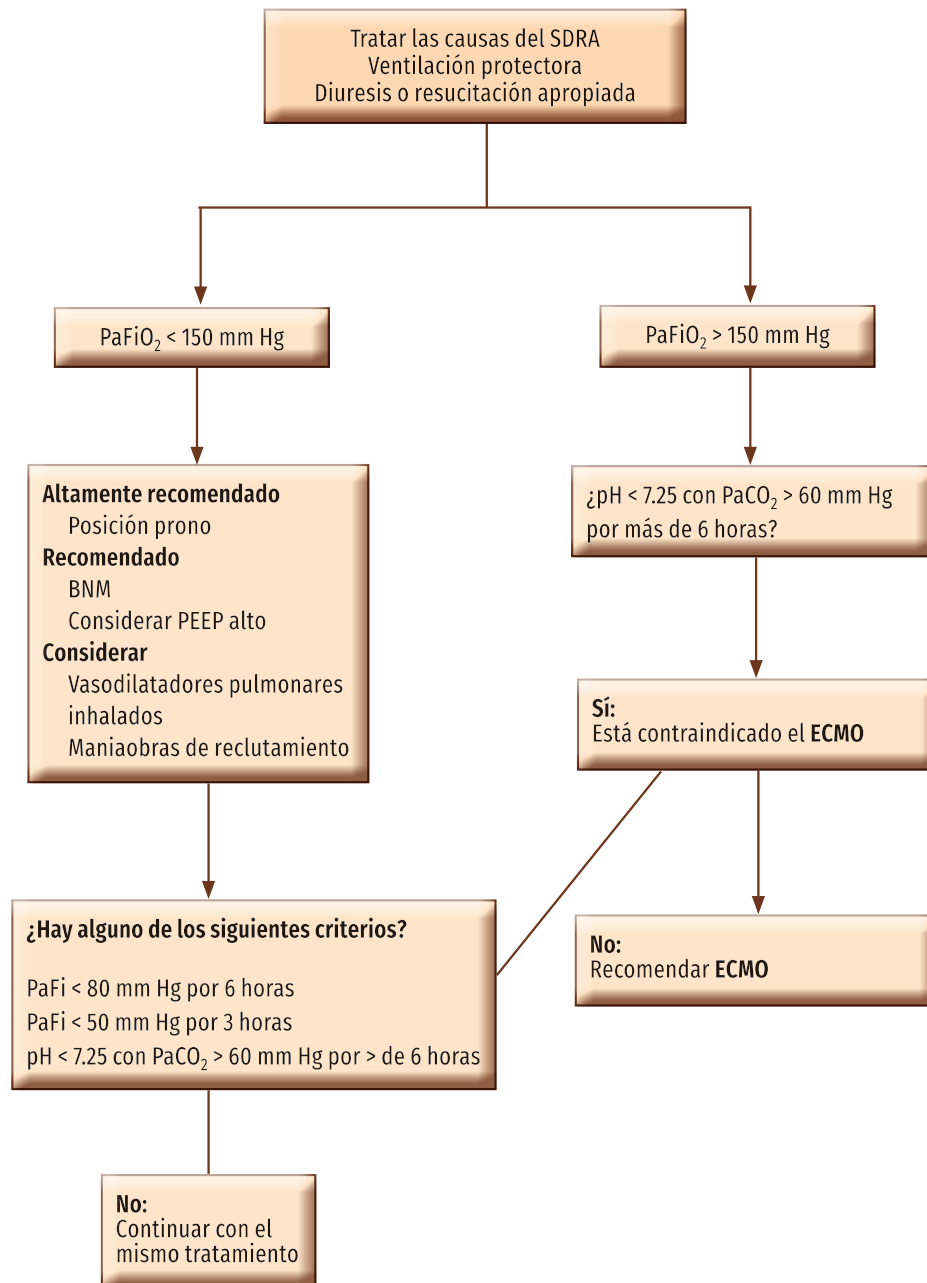 Tratar las causas del SDRA
Ventilación protectora
Diuresis o resucitación apropiada
PaFiO₂ < 150 mm Hg
PaFiO₂ > 150 mm Hg
Altamente recomendado
Posición prono
Recomendado
BNM
Considerar PEEP alto
Considerar
Vasodilatadores pulmonares
inhalados
Maniaobras de reclutamiento
¿pH < 7.25 con PaCO₂ > 60 mm Hg
por más de 6 horas?
Sí:
Está contraindicado el ECMO
¿Hay alguno de los siguientes criterios?
PaFi < 80 mm Hg por 6 horas
PaFi < 50 mm Hg por 3 horas
pH < 7.25 con PaCO₂ > 60 mm Hg por > de 6 horas
No:
Recomendar ECMO
No:
Continuar con el
mismo tratamiento